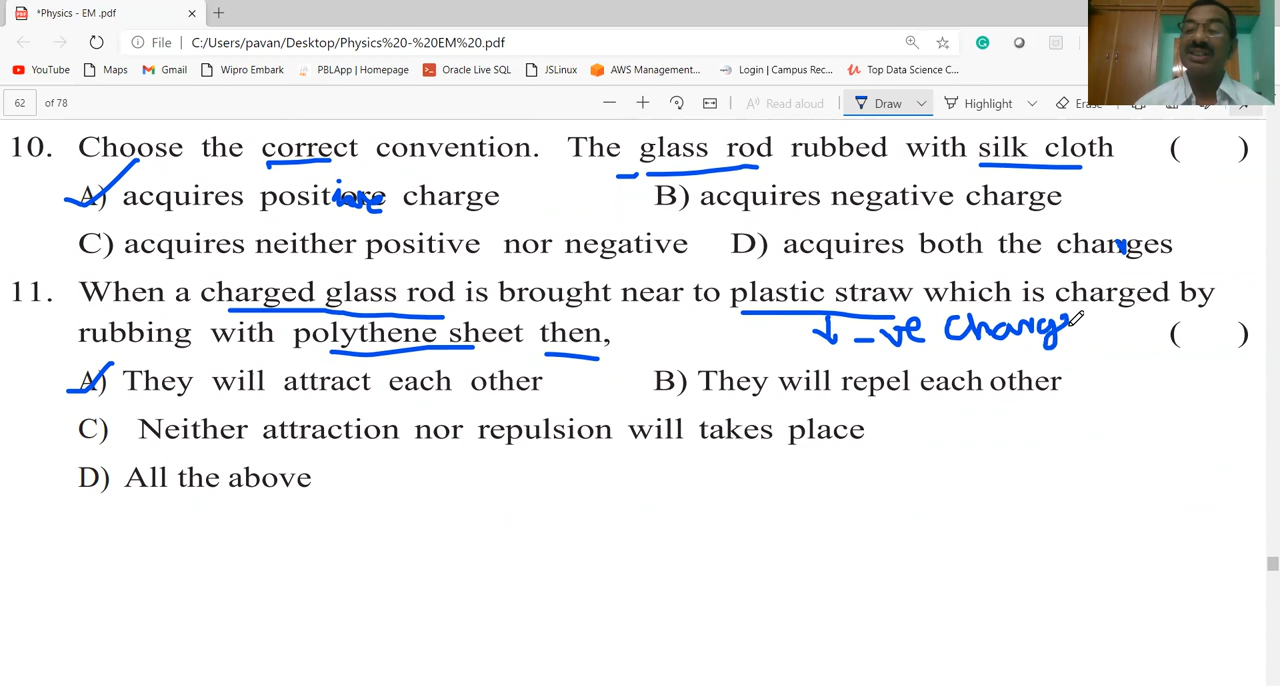 *Physics - EM .pdf
File | C:/Users/pavan/Desktop/Physics%20-%20EM%20.pdf
YouTube Maps Gmail Wipro Embark PBLApp | Homepage Oracle Live SQL JSLinux AWS Management... Login | Campus Rec... Top Data Science C...
62 of 78 Read aloud Draw Highlight Erase
10. Choose the correct convention. The glass rod rubbed with silk cloth ( )
A) acquires positive charge B) acquires negative charge
C) acquires neither positive nor negative D) acquires both the charges
11. When a charged glass rod is brought near to plastic straw which is charged by
rubbing with polythene sheet then, ( )
-ve charg
A) They will attract each other B) They will repel each other
C) Neither attraction nor repulsion will takes place
D) All the above